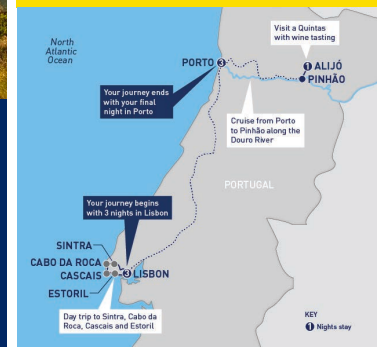 North
Atlantic
Ocean
Visit a Quintas
with wine tasting
PORTO 3
1 ALIJÓ
PINHÃO
Your journey ends
with your final
night in Porto
Cruise from Porto
to Pinhão along the
Douro River
PORTUGAL
Your journey begins
with 3 nights in Lisbon
SINTRA
CABO DA ROCA
CASCAIS
3 LISBON
ESTORIL
Day trip to Sintra, Cabo da
Roca, Cascais and Estoril
KEY
1 Nights stay